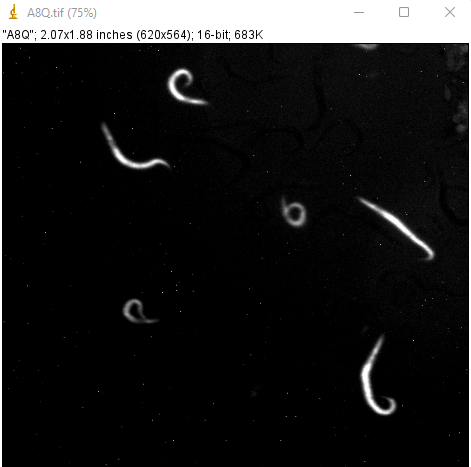 A8Q.tif (75%)
"A8Q"; 2.07x1.88 inches (620x564); 16-bit; 683K